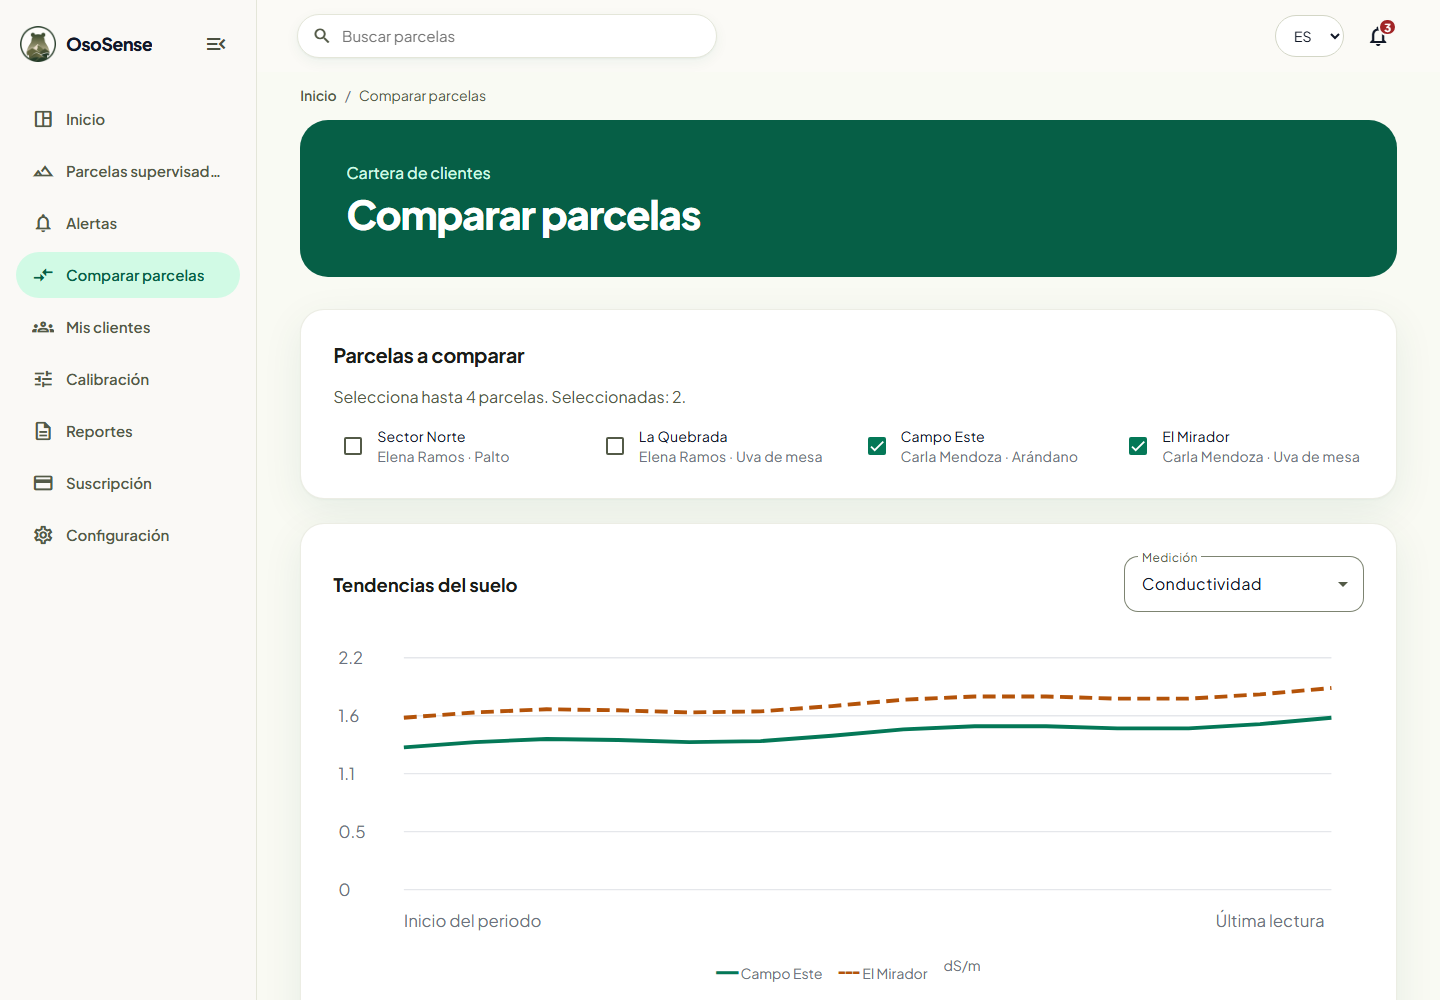 OsoSense
Buscar parcelas
ES
3
Inicio
Parcelas supervisad...
Alertas
Comparar parcelas
Mis clientes
Calibración
Reportes
Suscripción
Configuración
Inicio / Comparar parcelas
Cartera de clientes
Comparar parcelas
Parcelas a comparar
Selecciona hasta 4 parcelas. Seleccionadas: 2.
Sector Norte
Elena Ramos · Palto
La Quebrada
Elena Ramos · Uva de mesa
Campo Este
Carla Mendoza · Arándano
El Mirador
Carla Mendoza · Uva de mesa
Tendencias del suelo
Medición
Conductividad
2.2
1.6
1.1
0.5
0
Inicio del periodo
Última lectura
Campo Este
El Mirador
dS/m